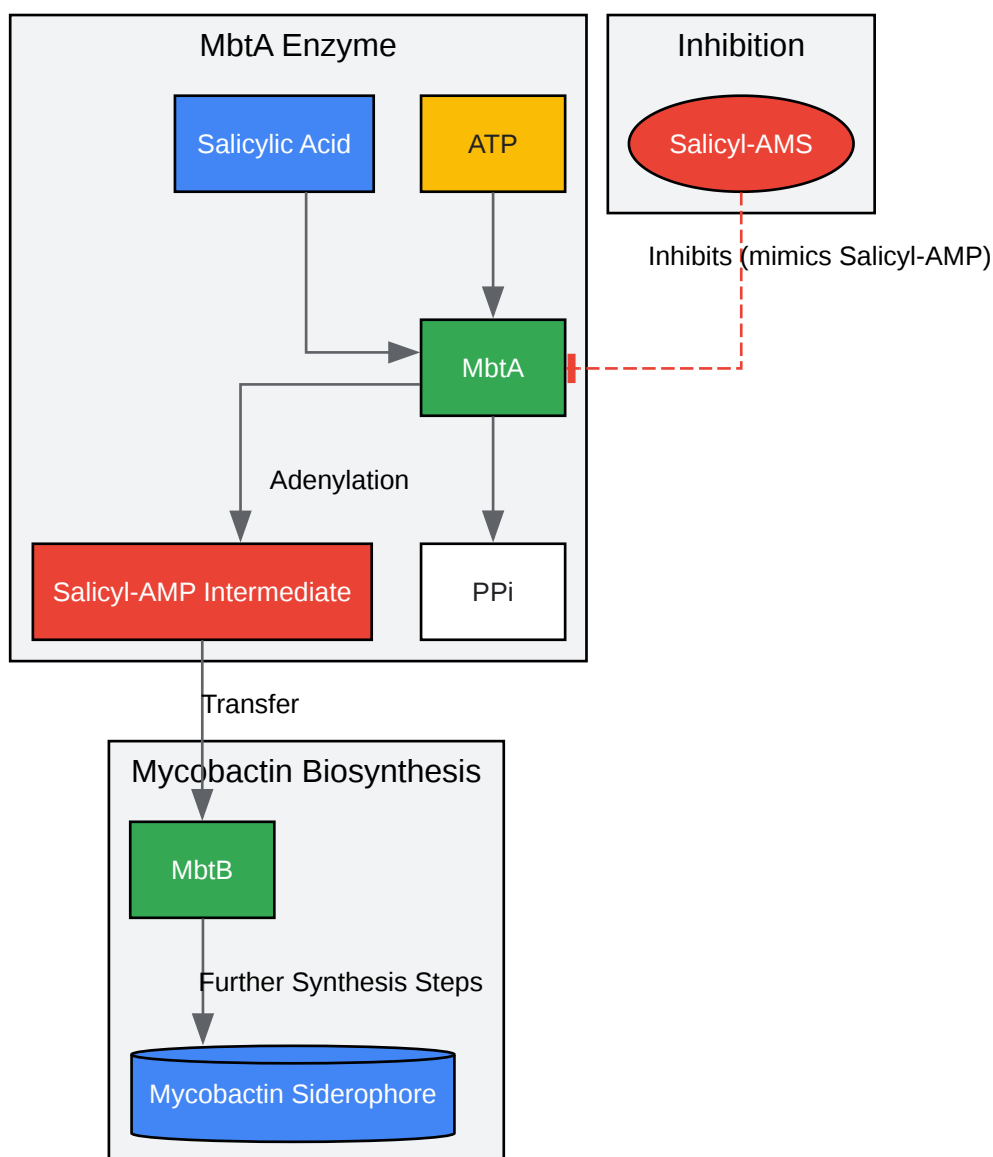 MbtA Enzyme
Inhibition
Salicylic Acid
ATP
Salicyl-AMS
Inhibits (mimics Salicyl-AMP)
MbtA
Adenylation
Salicyl-AMP Intermediate
PPi
Transfer
Mycobactin Biosynthesis
MbtB
Further Synthesis Steps
Mycobactin Siderophore